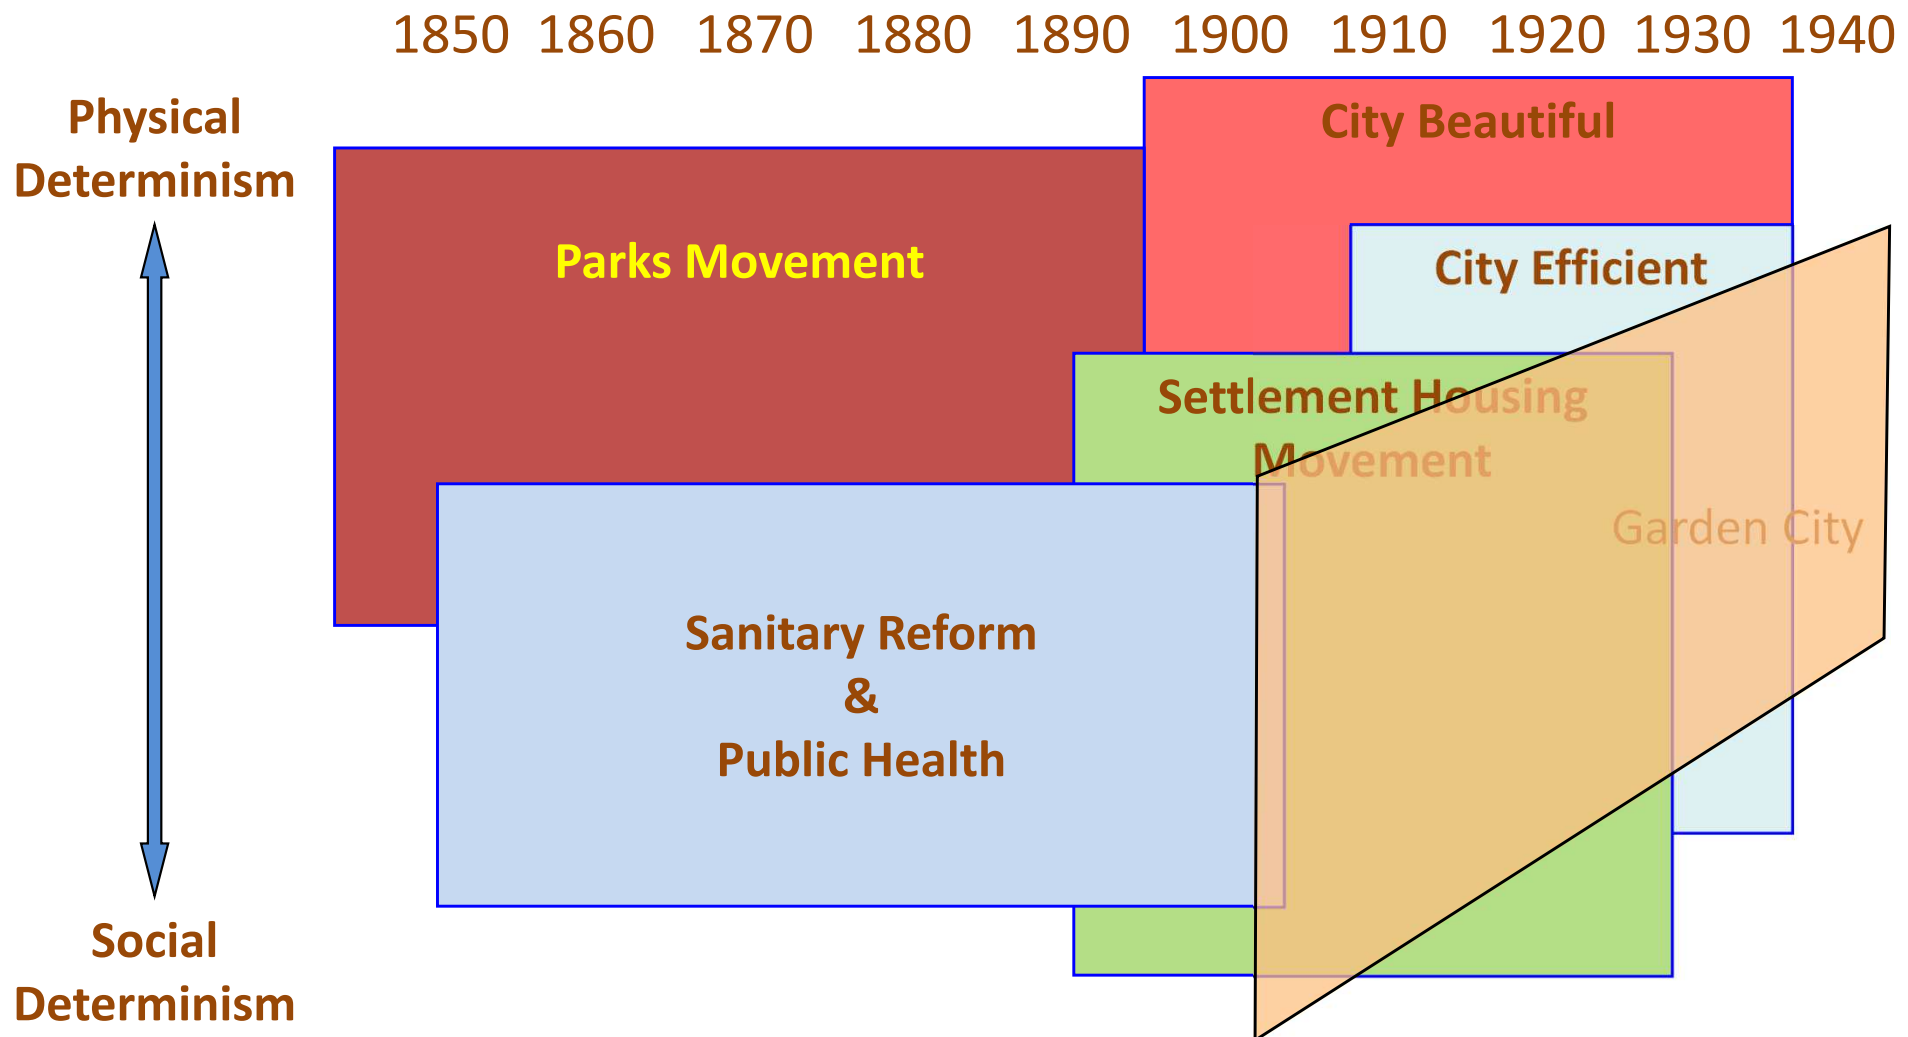 1850 1860 1870 1880 1890 1900 1910 1920 1930 1940
Physical
Determinism
City Beautiful
Parks Movement
City Efficient
Settlement Housing
Movement
Garden City
Sanitary Reform
&
Public Health
Social
Determinism